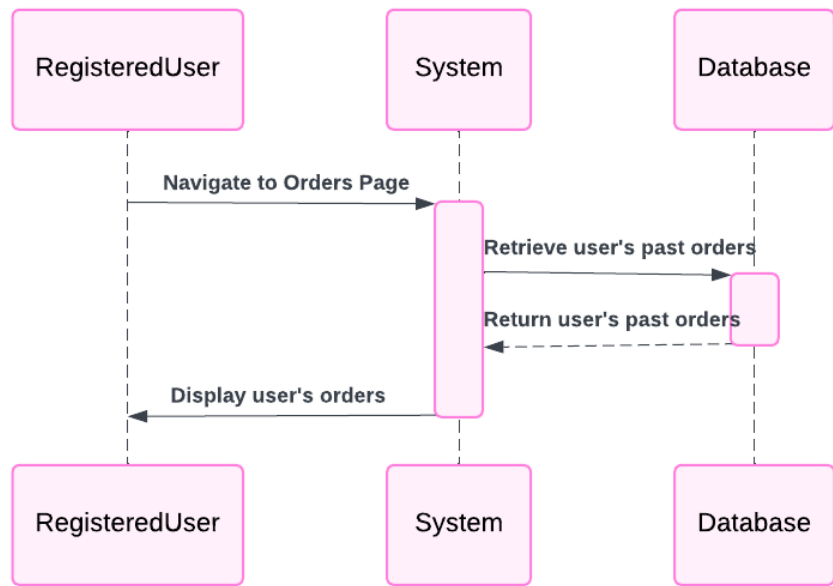 RegisteredUser
System
Database
Navigate to Orders Page
Retrieve user's past orders
Return user's past orders
Display user's orders
RegisteredUser
System
Database